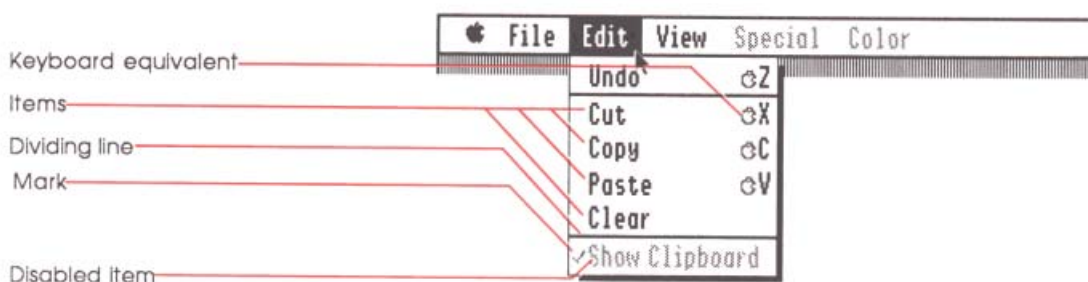 File Edit View Special Color
Keyboard equivalent
Undo Z
Items
Cut X
Dividing line
Copy C
Mark
Paste V
Clear
Disabled item
Show Clipboard